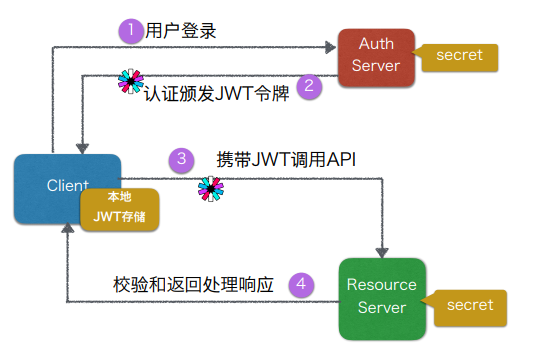 1 用户登录
Auth
Server
secret
认证颁发JWT令牌 2
3 携带JWT调用API
Client
本地
JWT存储
校验和返回处理响应 4
Resource
Server
secret